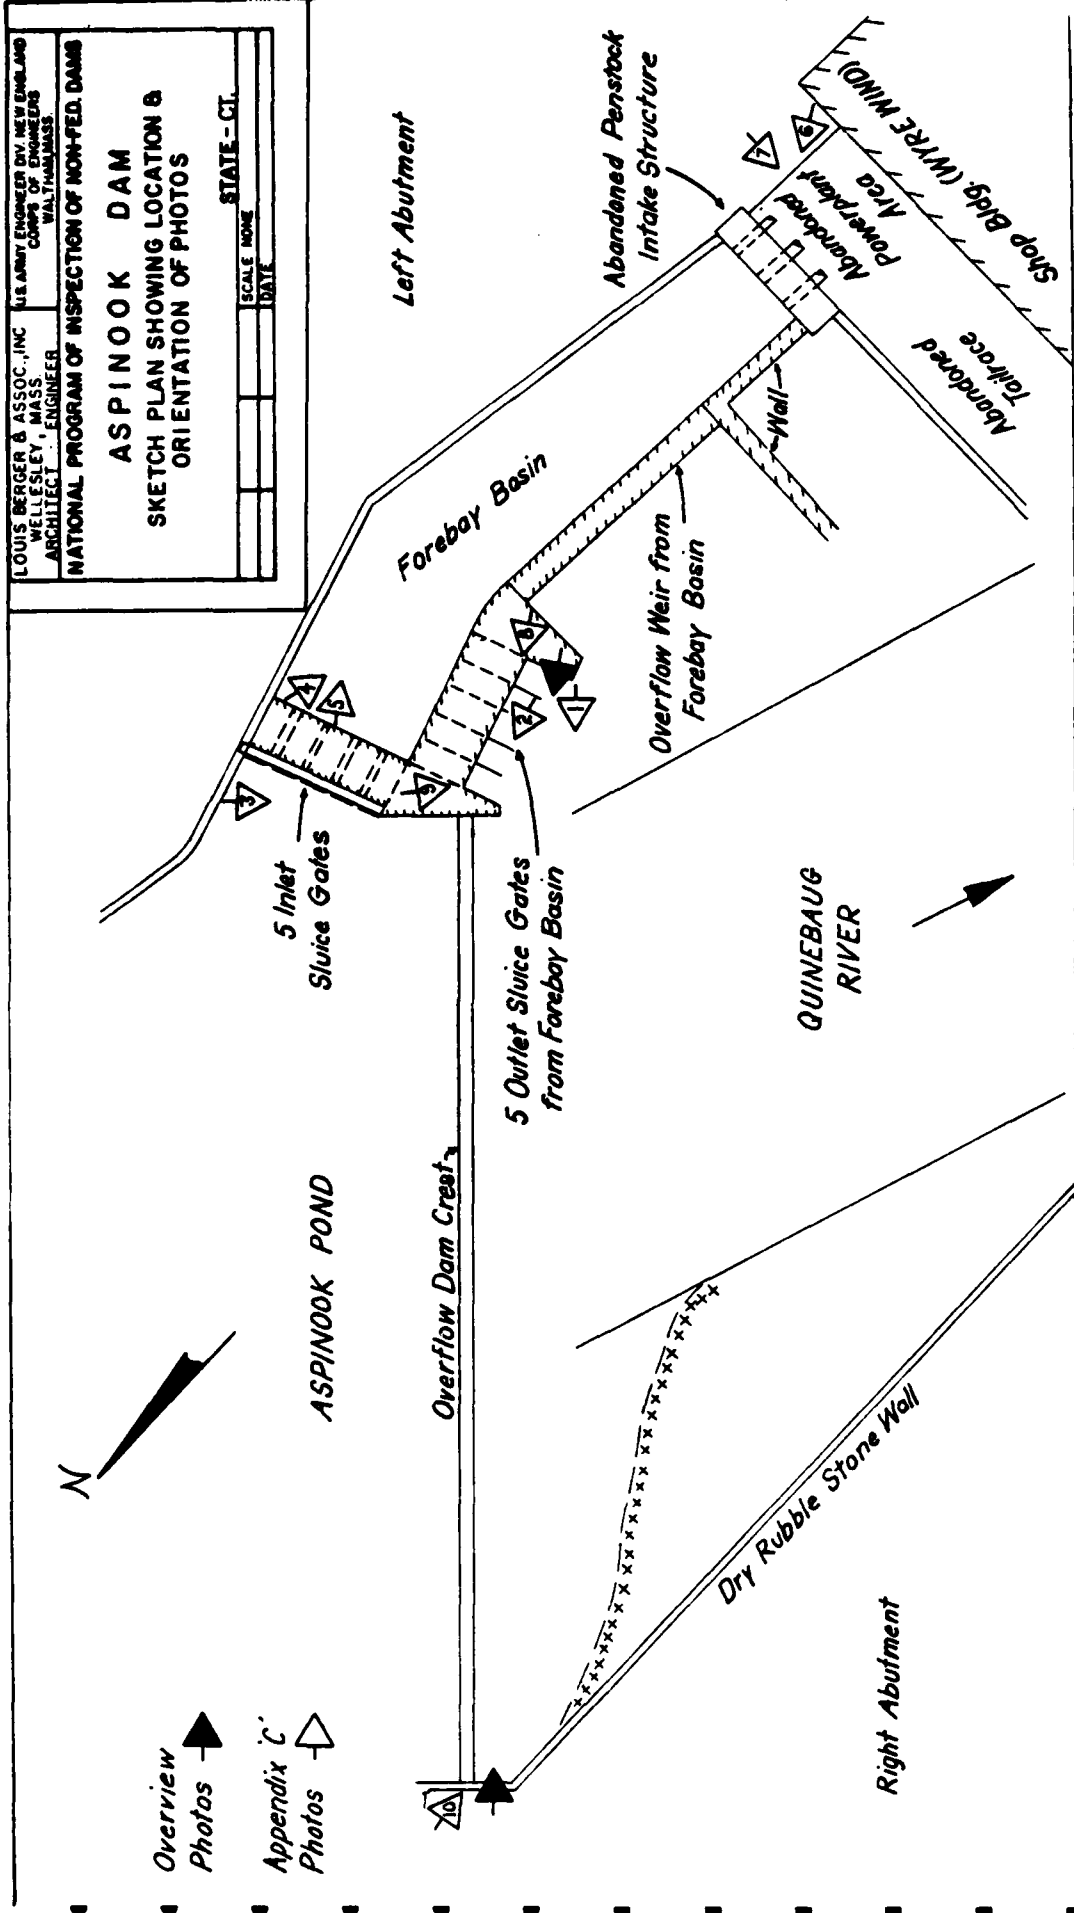 LOUIS BERGER & ASSOC., INC
WELLESLEY, MASS.
ARCHITECT . ENGINEER
U.S. ARMY ENGINEER DIV. NEW ENGLAND
CORPS OF ENGINEERS
WALTHAM, MASS.
NATIONAL PROGRAM OF INSPECTION OF NON-FED. DAMS
ASPINOOK DAM
SKETCH PLAN SHOWING LOCATION &
ORIENTATION OF PHOTOS
STATE - CT.
SCALE NONE
DATE
Overview
Photos
Appendix 'C'
Photos
N
ASPINOOK POND
Overflow Dam Crest
5 Inlet
Sluice Gates
5 Outlet Sluice Gates
from Forebay Basin
Forebay Basin
Left Abutment
Abandoned Penstock
Intake Structure
Abandoned
Powerplant
Area
Shop Bldg. (WYRE WIND)
Abandoned
Tailrace
Wall
Overflow Weir from
Forebay Basin
QUINEBAUG
RIVER
Dry Rubble Stone Wall
Right Abutment
1
2
3
4
5
6
7
8
9
10